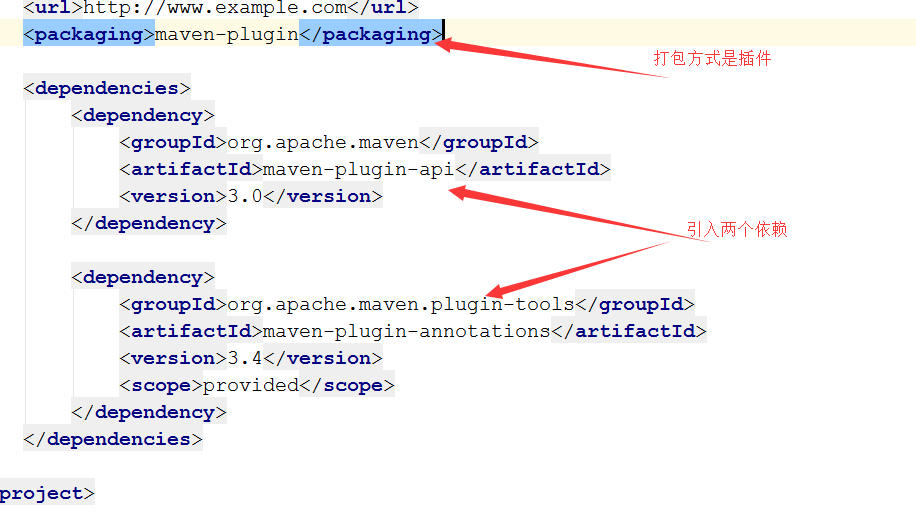 <url>http://www.example.com</url>
<packaging>maven-plugin</packaging>
打包方式是插件
<dependencies>
<dependency>
<groupId>org.apache.maven</groupId>
<artifactId>maven-plugin-api</artifactId>
<version>3.0</version>
</dependency>
引入两个依赖
<dependency>
<groupId>org.apache.maven.plugin-tools</groupId>
<artifactId>maven-plugin-annotations</artifactId>
<version>3.4</version>
<scope>provided</scope>
</dependency>
</dependencies>
project>